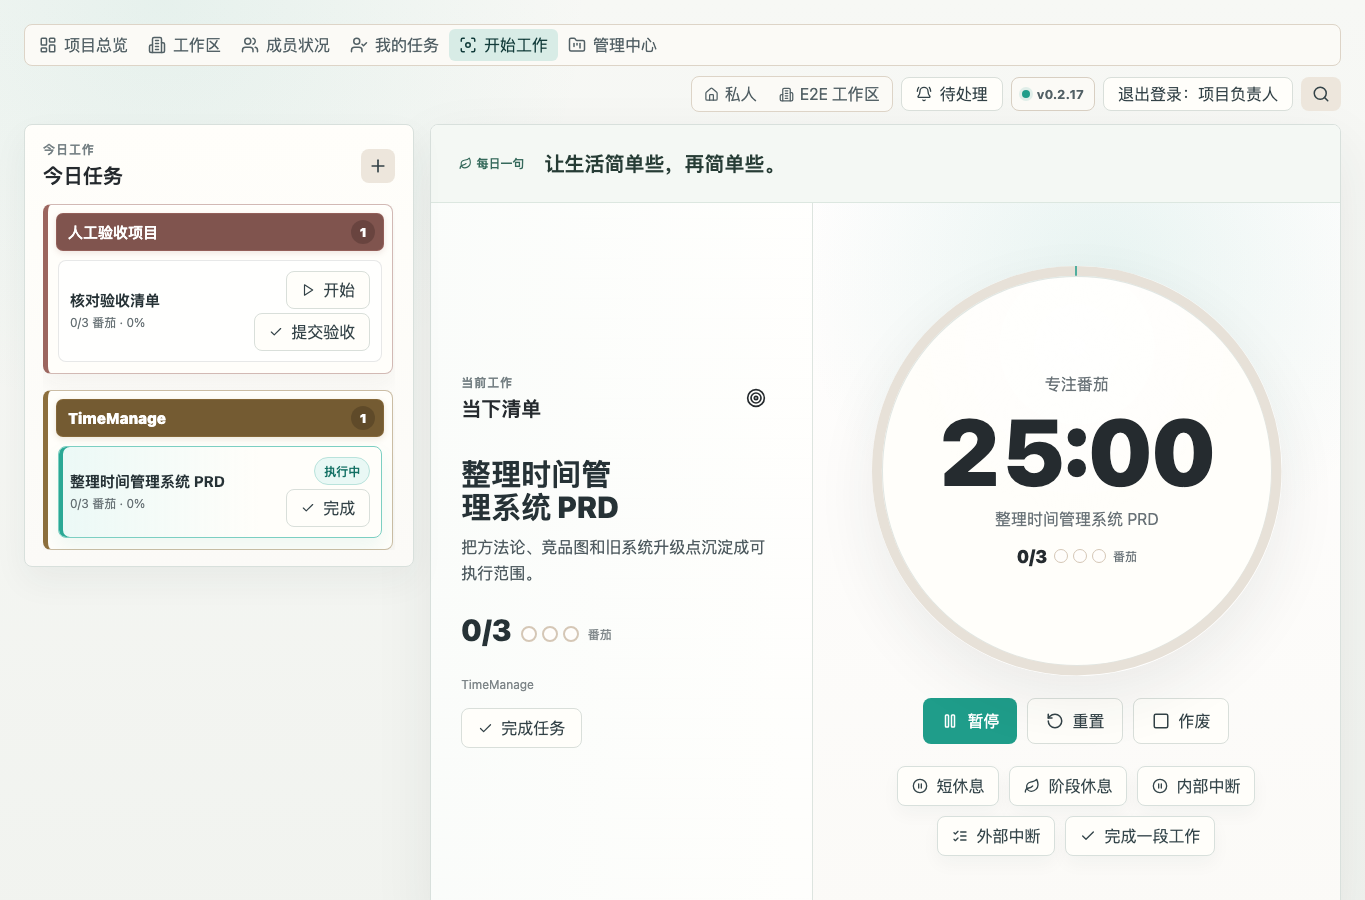 项目总览 工作区 成员状况 我的任务 开始工作 管理中心
私人 E2E 工作区 待处理 v0.2.17 退出登录：项目负责人
今日工作
今日任务
人工验收项目 1
核对验收清单
0/3 番茄 · 0%
开始
提交验收
TimeManage 1
整理时间管理系统 PRD
0/3 番茄 · 0%
执行中
完成
每日一句 让生活简单些，再简单些。
当前工作
当下清单
整理时间管
理系统 PRD
把方法论、竞品图和旧系统升级点沉淀成可
执行范围。
0/3 番茄
TimeManage
完成任务
专注番茄
25:00
整理时间管理系统 PRD
0/3 番茄
暂停 重置 作废
短休息 阶段休息 内部中断
外部中断 完成一段工作